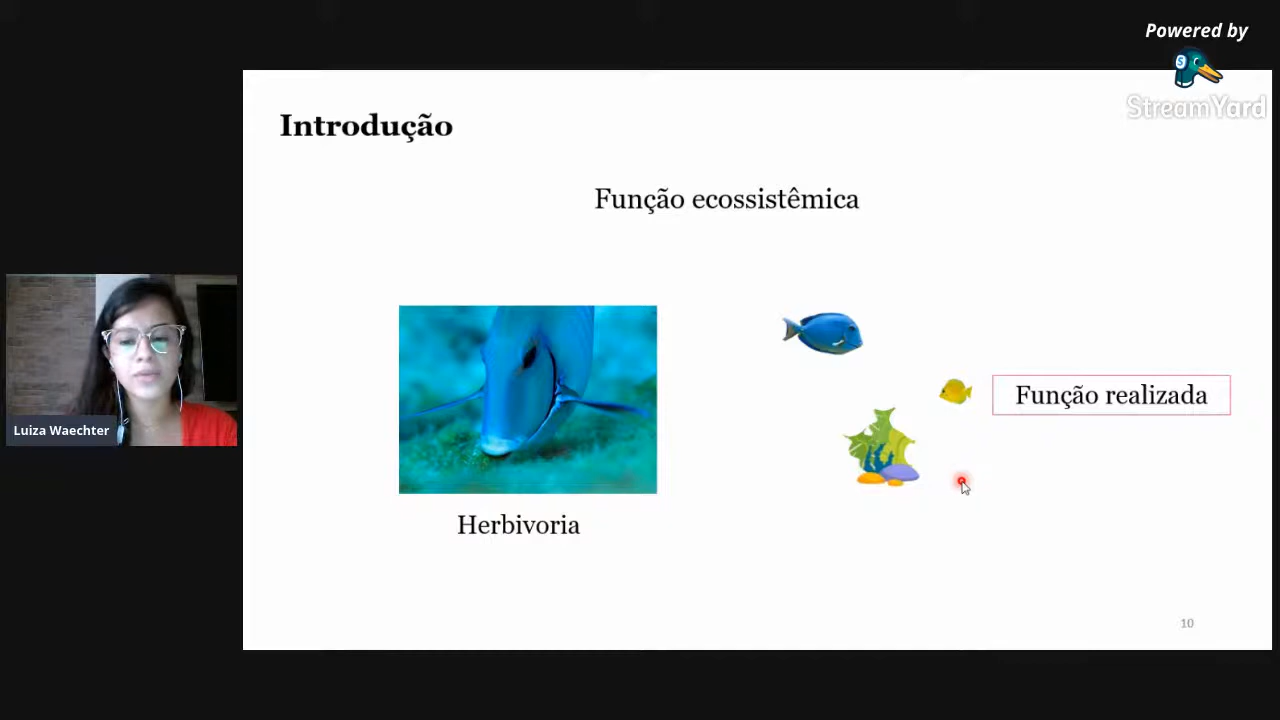 Powered by
StreamYard
Introdução
Função ecossistêmica
Função realizada
Luiza Waechter
Herbivoria
10